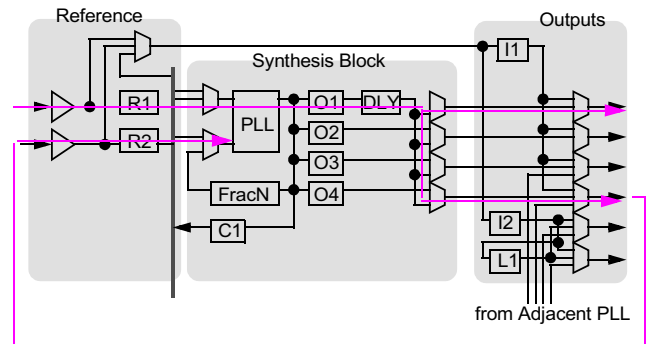 Reference
Outputs
Synthesis Block
I1
R1
O1
DLY
PLL
R2
O2
O3
FracN
O4
C1
I2
L1
from Adjacent PLL